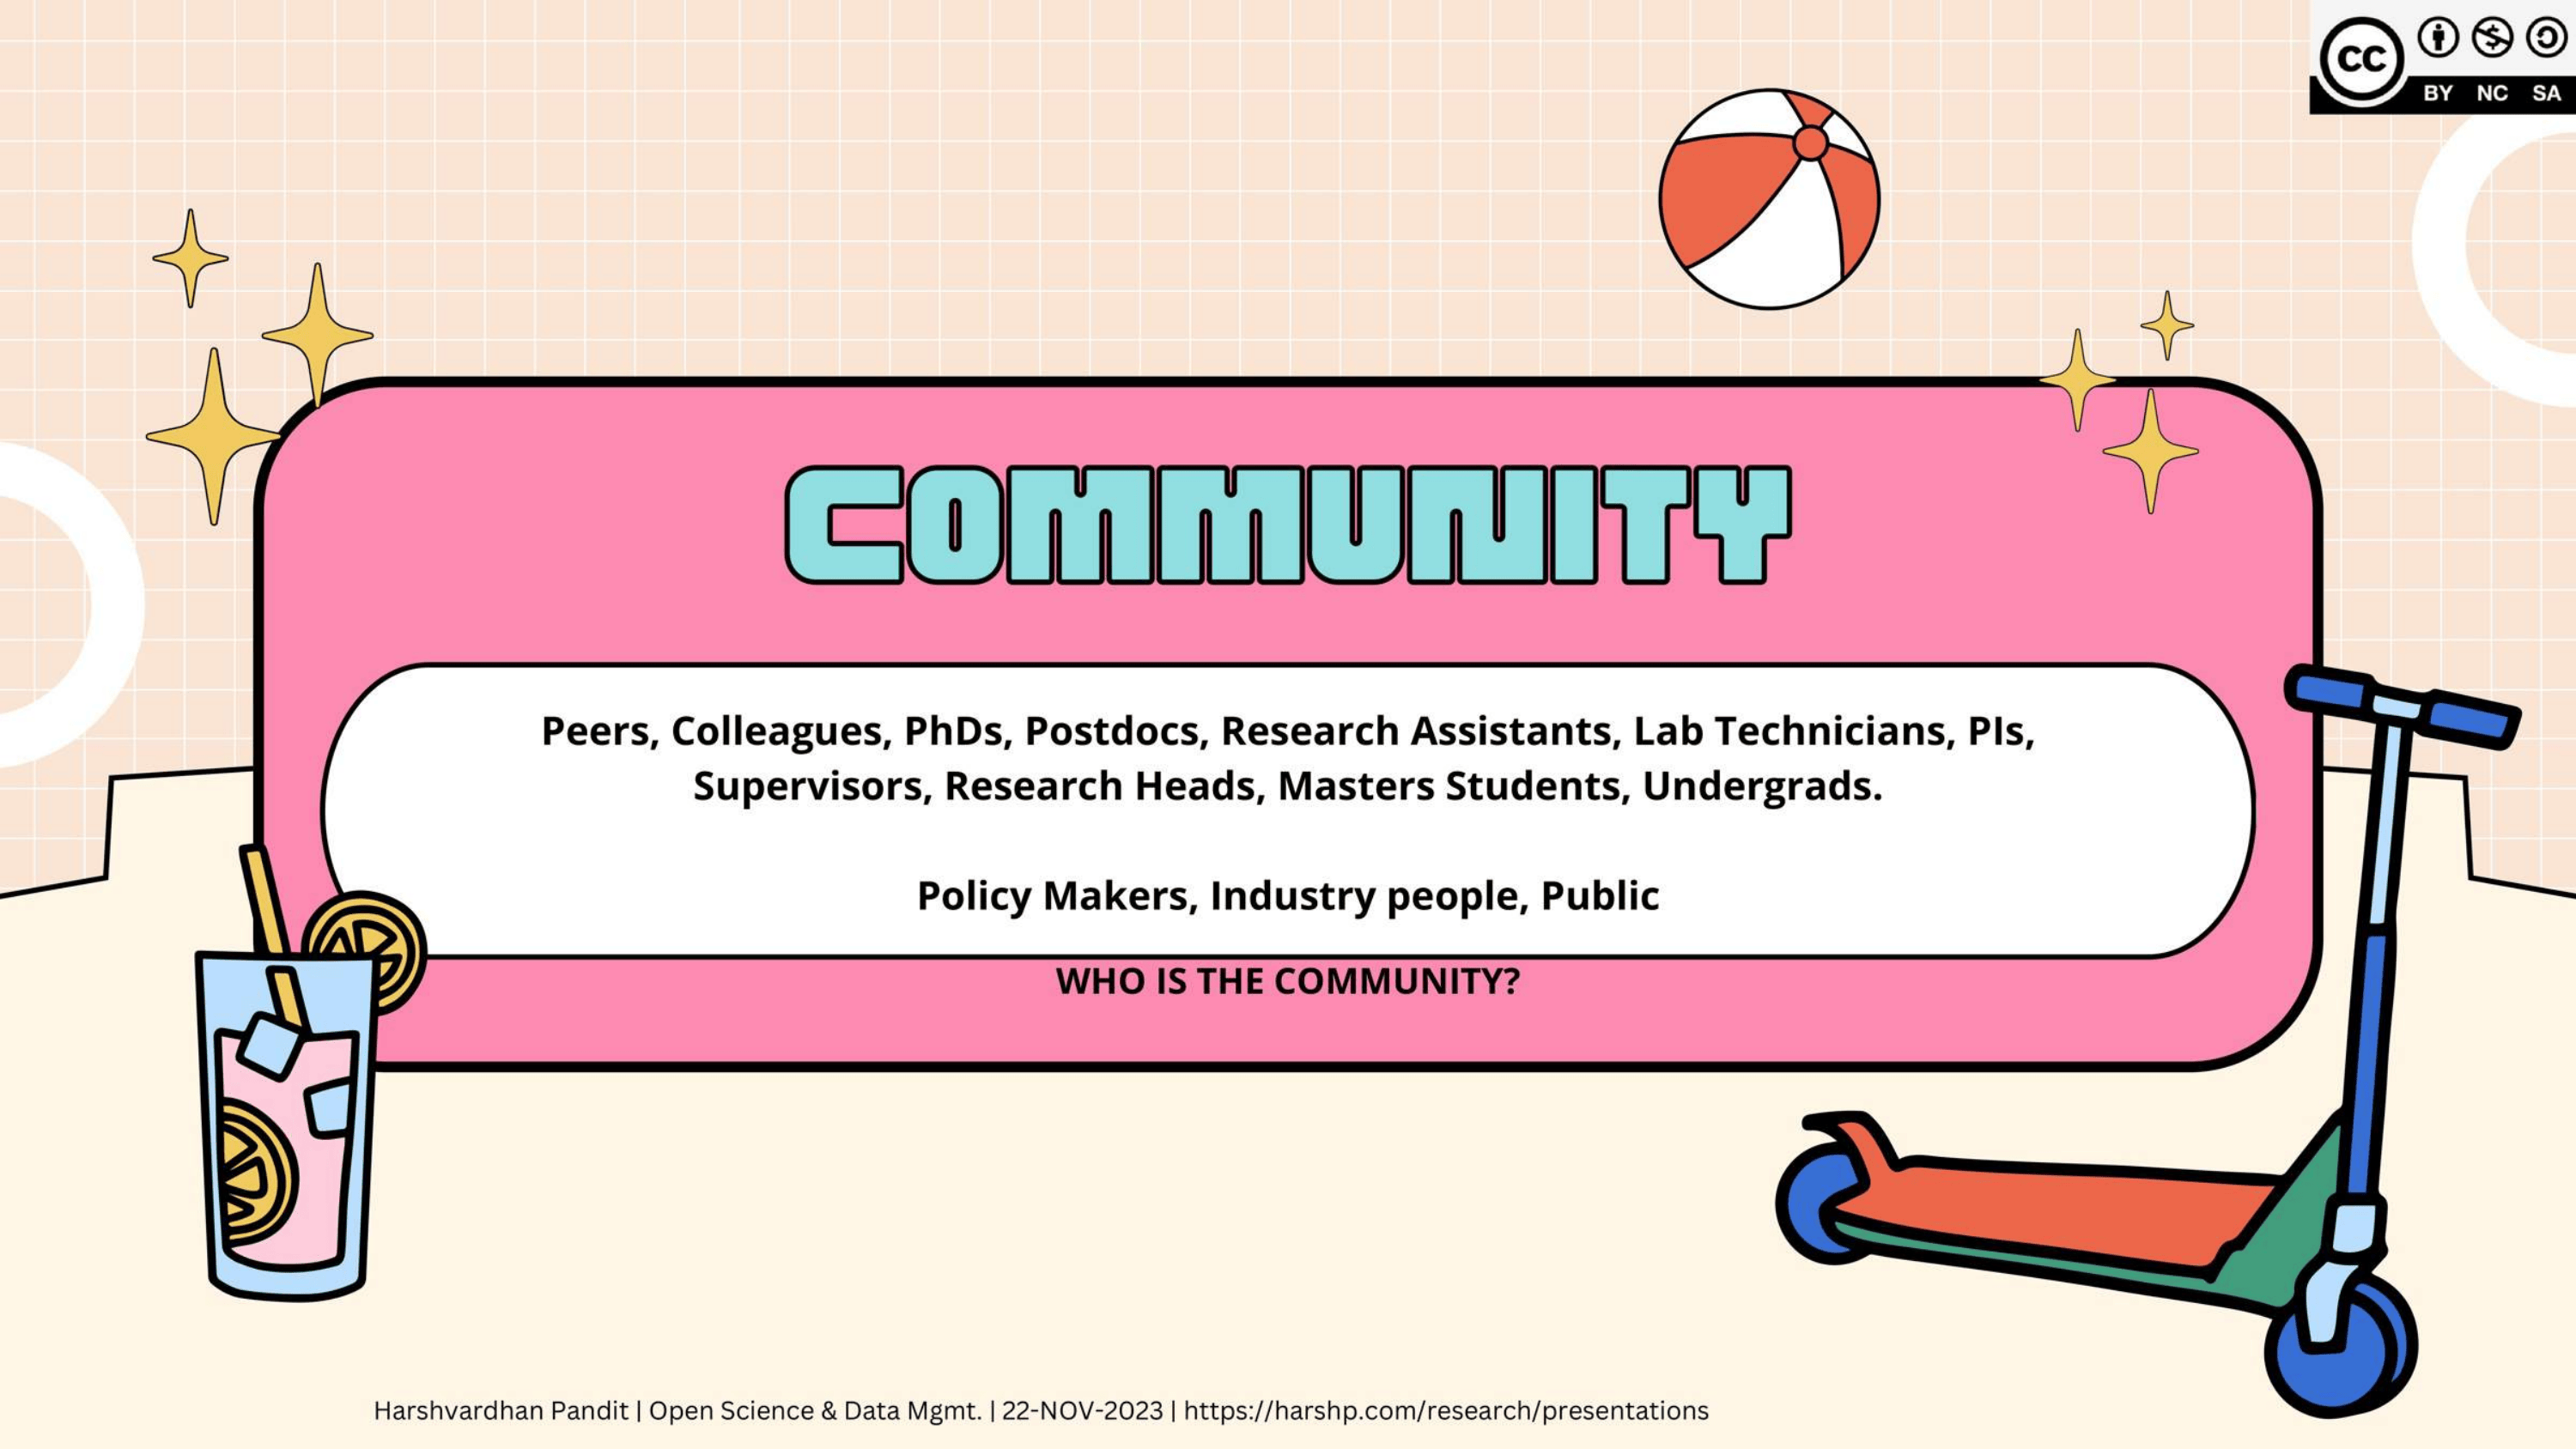 CC
BY NC SA
COMMUNITY
Peers, Colleagues, PhDs, Postdocs, Research Assistants, Lab Technicians, PIs,
Supervisors, Research Heads, Masters Students, Undergrads.
Policy Makers, Industry people, Public
WHO IS THE COMMUNITY?
Harshvardhan Pandit | Open Science & Data Mgmt. | 22-NOV-2023 | https://harshp.com/research/presentations